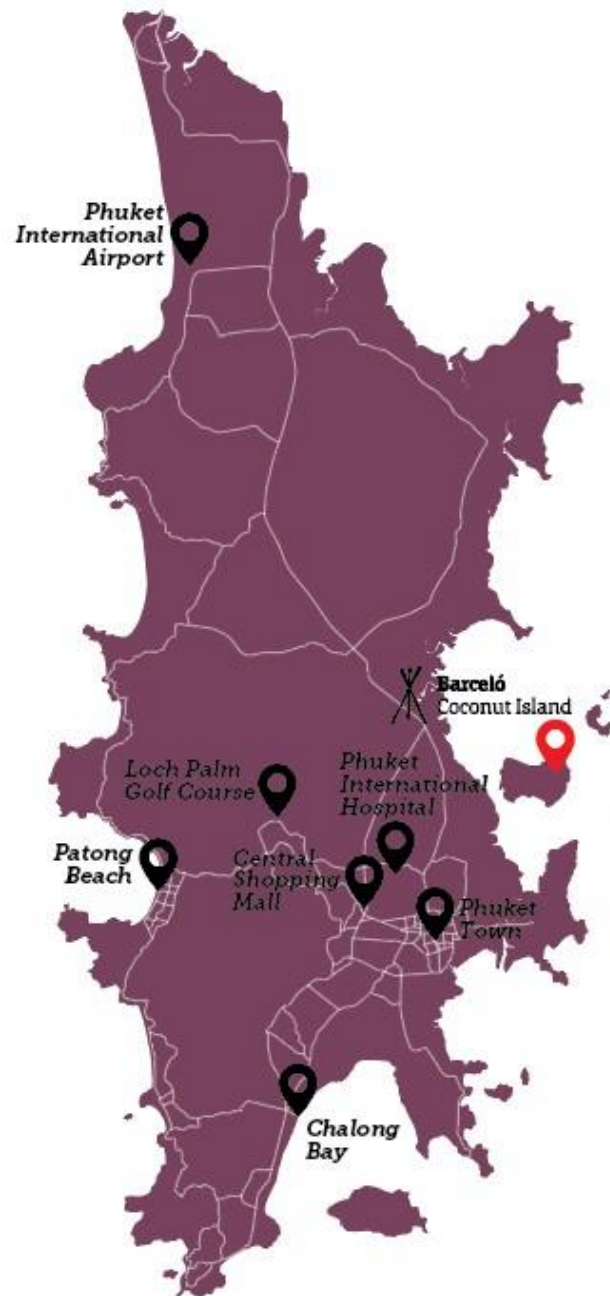 Phuket
International
Airport
Barceló
Coconut Island
Loch Palm
Golf Course
Phuket
International
Hospital
Patong
Beach
Central
Shopping
Mall
Phuket
Town
Chalong
Bay